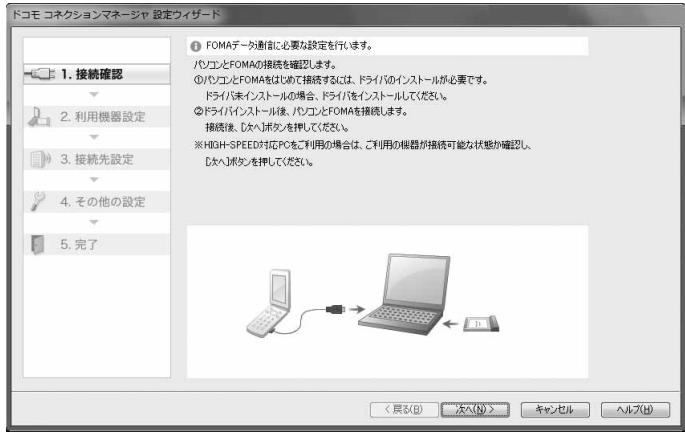 ドコモ コネクションマネージャ 設定ウィザード
1. 接続確認
2. 利用機器設定
3. 接続先設定
4. その他の設定
5. 完了
FOMAデータ通信に必要な設定を行います。
パソコンとFOMAの接続を確認します。
①パソコンとFOMAをはじめて接続するには、ドライバのインストールが必要です。
ドライバ未インストールの場合、ドライバをインストールしてください。
②ドライバインストール後、パソコンとFOMAを接続します。
接続後、[次へ]ボタンを押してください。
※HIGH-SPEED対応PCをご利用の場合は、ご利用の機器が接続可能な状態か確認し、
[次へ]ボタンを押してください。
< 戻る(B)
次へ(N) >
キャンセル
ヘルプ(H)